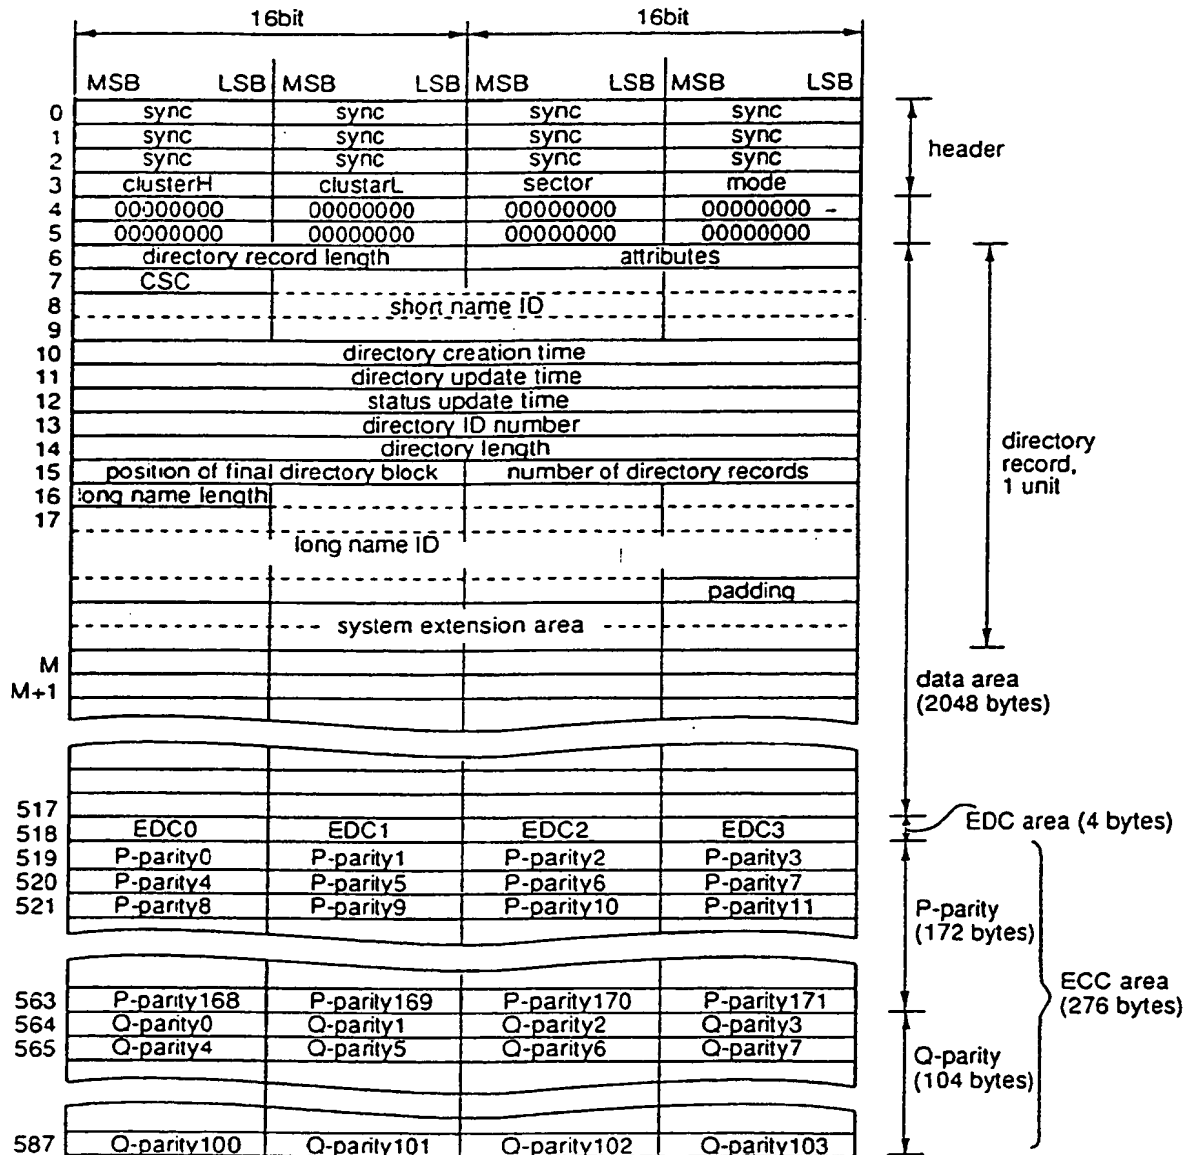 16bit 16bit
MSB LSB MSB LSB MSB LSB MSB LSB
0 sync sync sync sync
1 sync sync sync sync
2 sync sync sync sync
header
3 clusterH clustarL sector mode
4 00000000 00000000 00000000 00000000
5 00000000 00000000 00000000 00000000
6 directory record length attributes
7 CSC
8 short name ID
9
10 directory creation time
11 directory update time
12 status update time
13 directory ID number
14 directory length
directory
record,
1 unit
15 position of final directory block number of directory records
16 long name length
17
long name ID
padding
system extension area
M
M+1
data area
(2048 bytes)
517
518 EDC0 EDC1 EDC2 EDC3
EDC area (4 bytes)
519 P-parity0 P-parity1 P-parity2 P-parity3
520 P-parity4 P-parity5 P-parity6 P-parity7
521 P-parity8 P-parity9 P-parity10 P-parity11
P-parity
(172 bytes)
ECC area
(276 bytes)
563 P-parity168 P-parity169 P-parity170 P-parity171
564 Q-parity0 Q-parity1 Q-parity2 Q-parity3
565 Q-parity4 Q-parity5 Q-parity6 Q-parity7
Q-parity
(104 bytes)
587 Q-parity100 Q-parity101 Q-parity102 Q-parity103